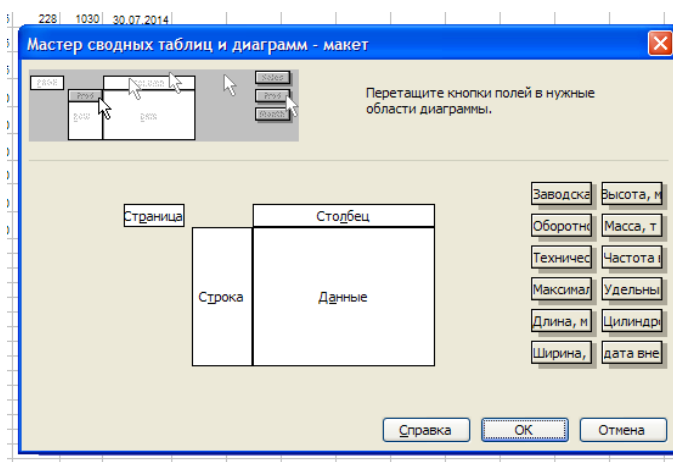 228 1030 30.07.2014
Мастер сводных таблиц и диаграмм - макет
Перетащите кнопки полей в нужные
области диаграммы.
Страница
Столбец
Строка
Данные
Заводска Высота, м
Оборотно Масса, т
Техничес Частота
Максимал Удельны
Длина, м Цилиндр
Ширина, дата вне
Справка OK Отмена